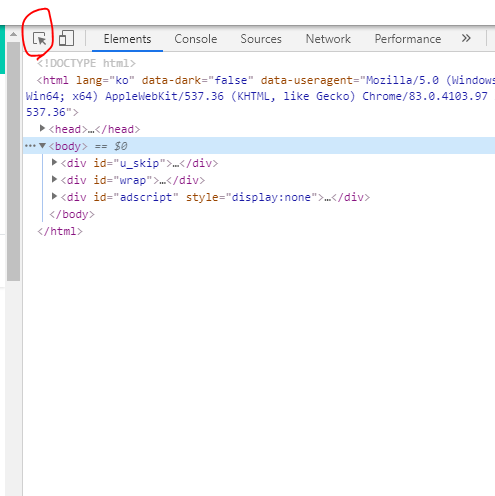 Elements Console Sources Network Performance »
<!DOCTYPE html>
<html lang="ko" data-dark="false" data-useragent="Mozilla/5.0 (Windows
Win64; x64) AppleWebKit/537.36 (KHTML, like Gecko) Chrome/83.0.4103.97
537.36">
<head>…</head>
<body> == $0
<div id="u_skip">…</div>
<div id="wrap">…</div>
<div id="adscript" style="display:none">…</div>
</body>
</html>